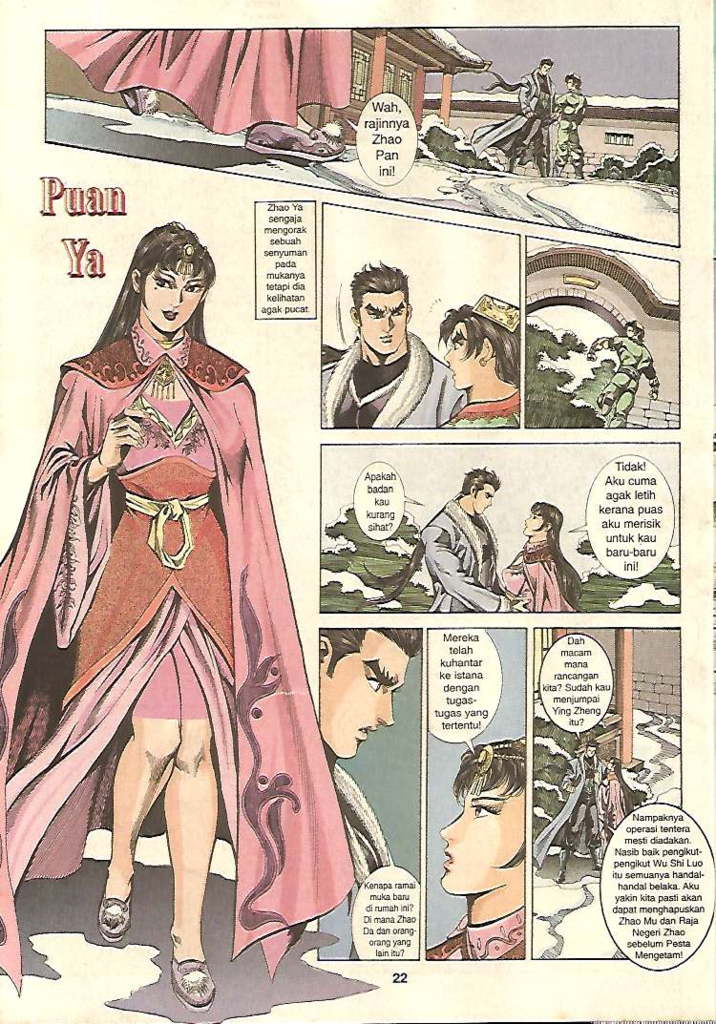 Wah,
rajinnya
Zhao
Pan
ini!
Puan
Ya
Zhao Ya
sengaja
mengorak
sebuah
senyuman
pada
mukanya
tetapi dia
kelihatan
agak pucat.
Apakah
badan
kau
kurang
sihat?
Tidak!
Aku cuma
agak letih
kerana puas
aku merisik
kau
baru-baru
ini!
Kenapa ramai
muka baru
di rumah ini?
Di mana Zhao
Da dan orang-
orang yang
lain itu?
Mereka
telah
kuhantar
ke istana
dengan
tugas-
tugas yang
tertentu!
Dah
macam
mana
rancangan
kita? Sudah kau
menjumpai
Ying Zheng
itu?
Nampaknya
operasi tentera
mesti diadakan.
Nasib baik pengikut-
pengikut Wu Shi Luo
itu semuanya handal-
handal belaka. Aku
yakin kita pasti akan
dapat menghapuskan
Zhao Mu dan Raja
Negeri Zhao
sebelum Pesta
Mengetam!
22